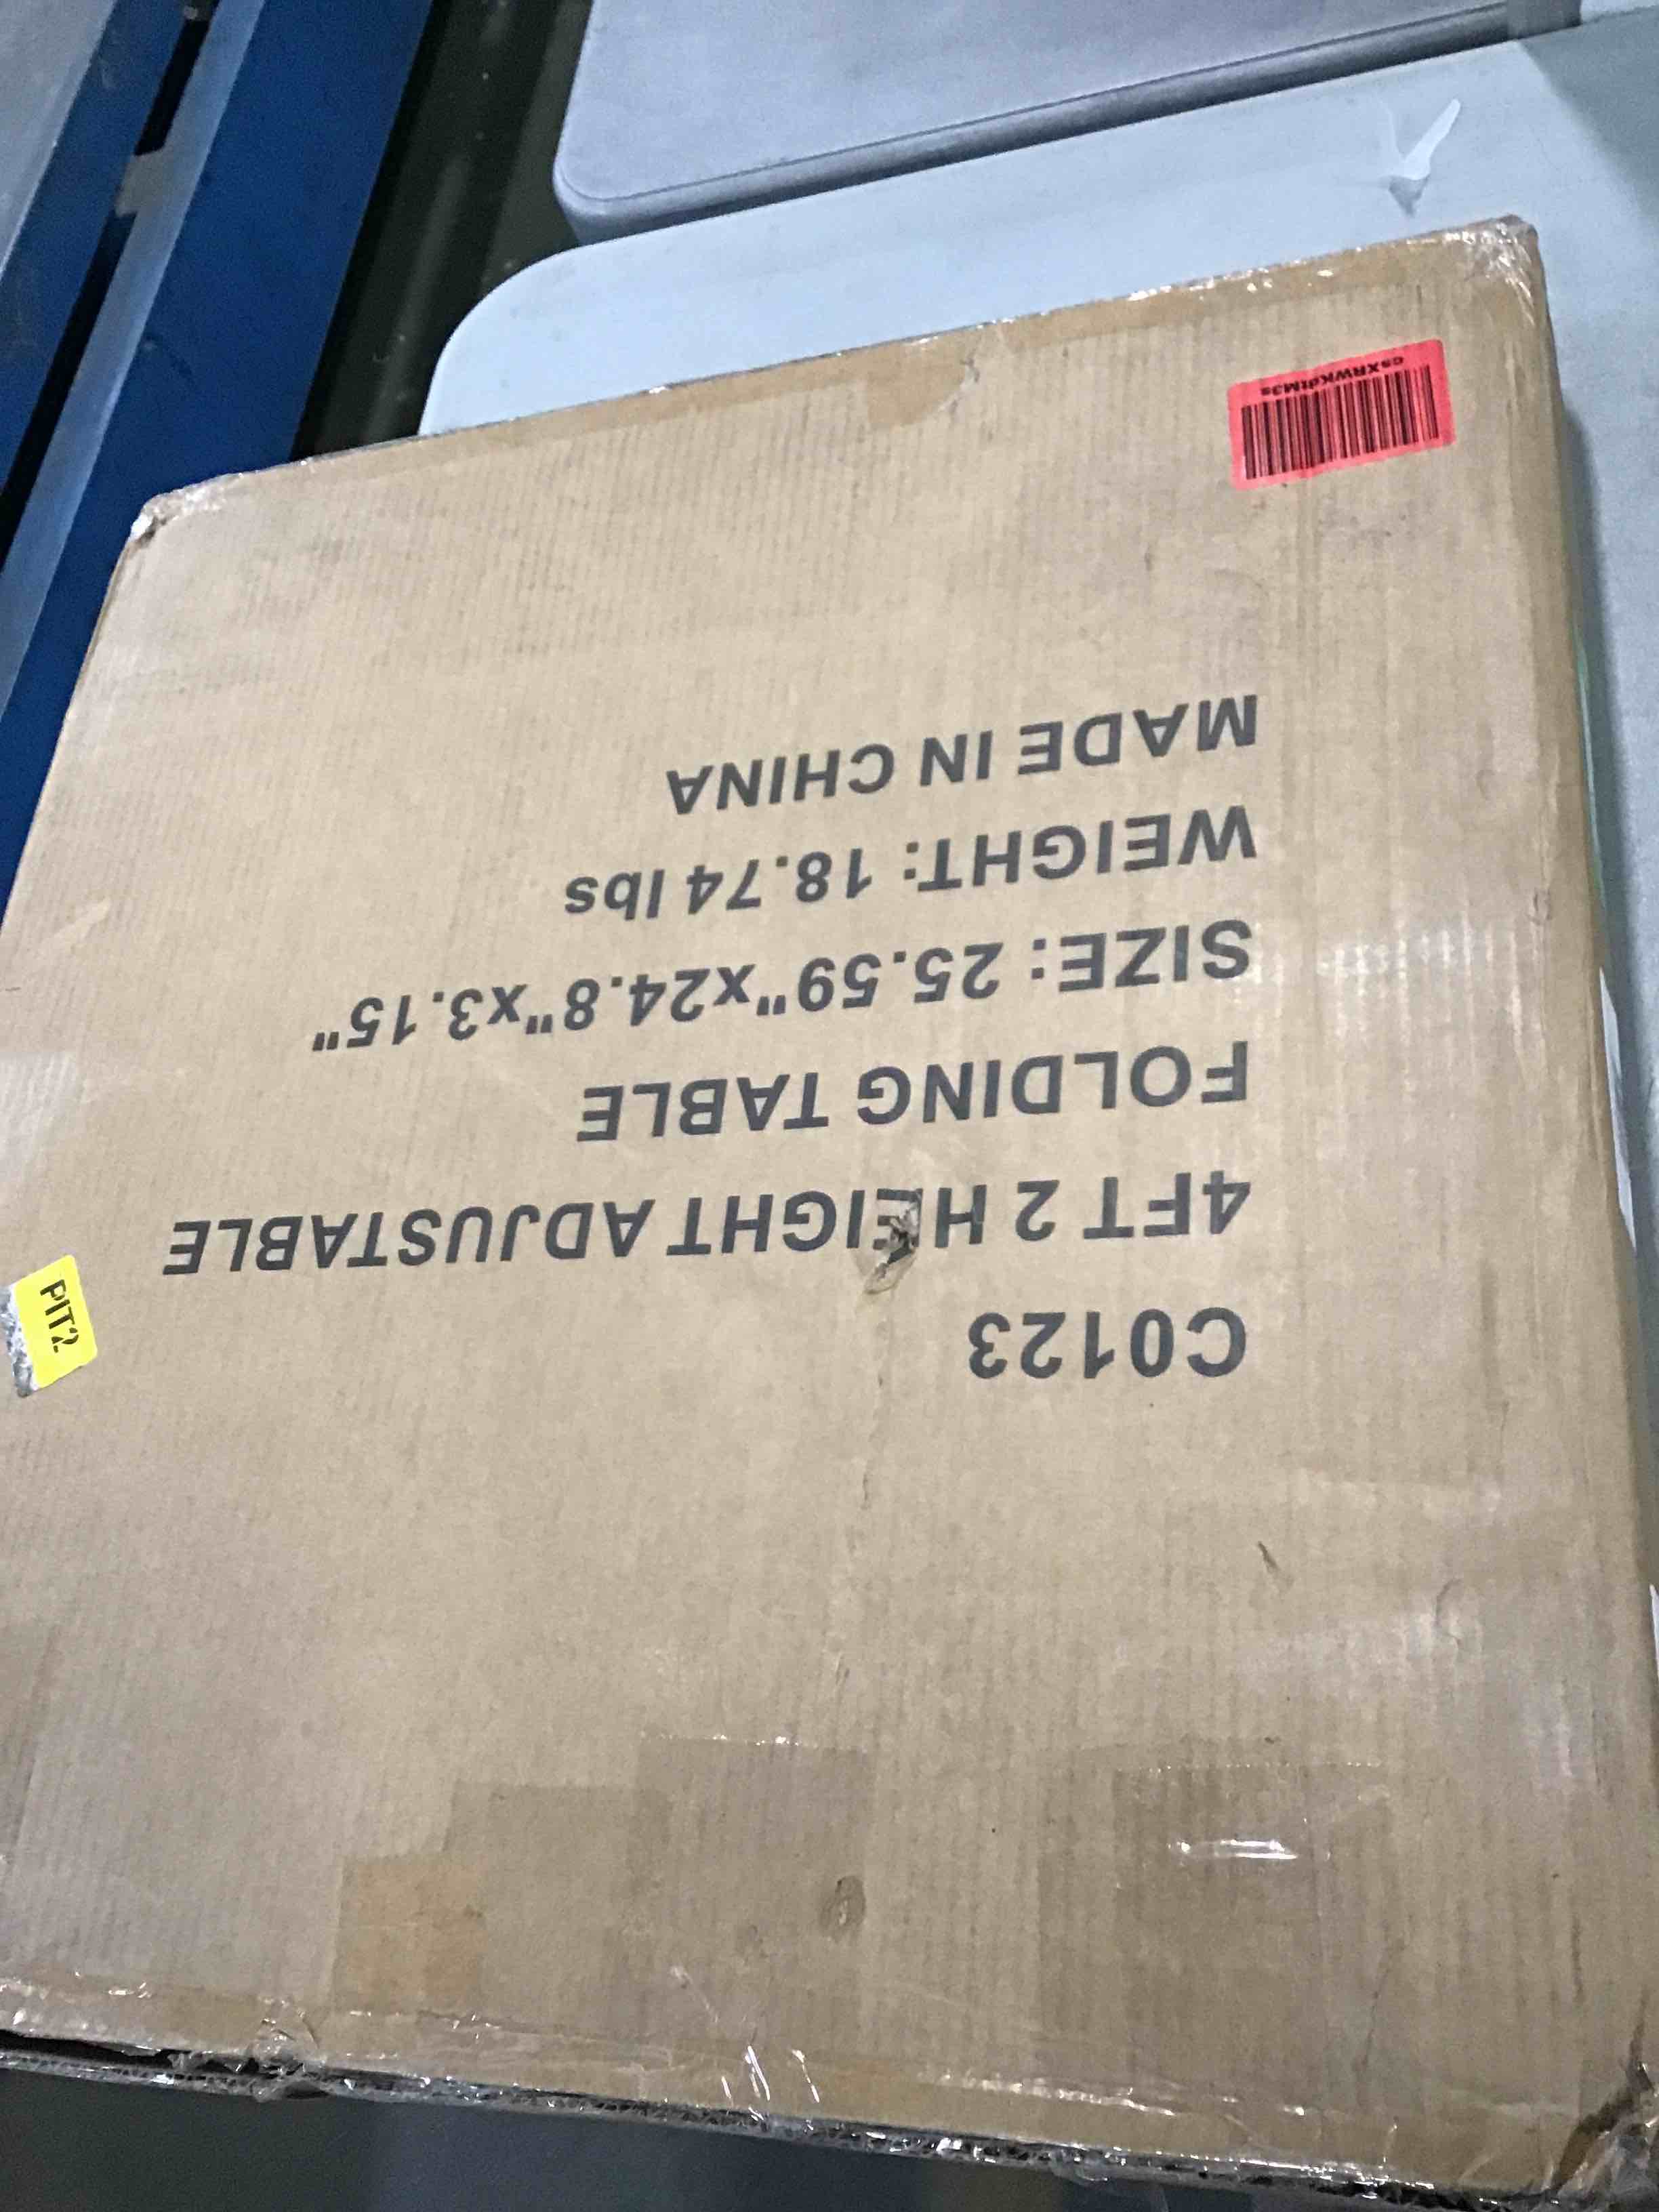 C0123
4FT 2 HEIGHT ADJUSTABLE
FOLDING TABLE
SIZE: 25.59"x24.8"x3.15"
WEIGHT: 18.74 lbs
MADE IN CHINA
PIT2